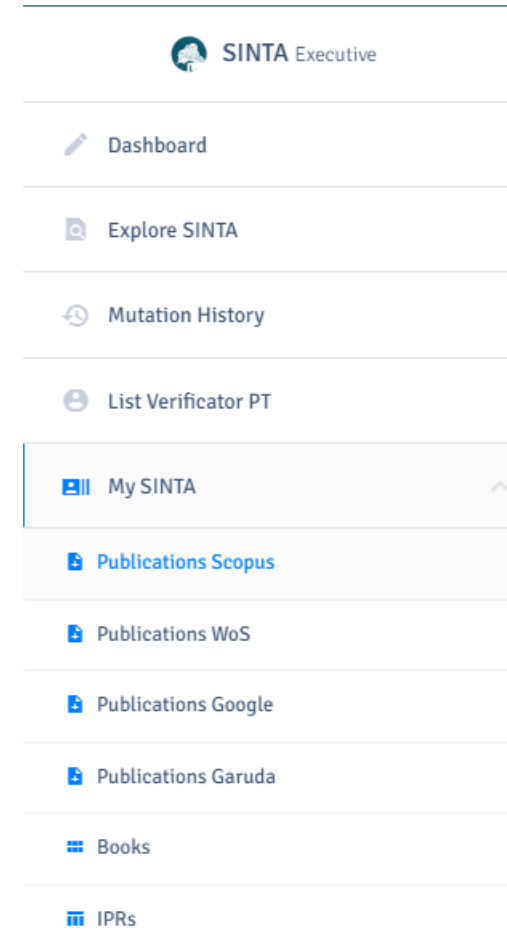 SINTA Executive
Dashboard
Explore SINTA
Mutation History
List Verificator PT
My SINTA
Publications Scopus
Publications WoS
Publications Google
Publications Garuda
Books
IPRs